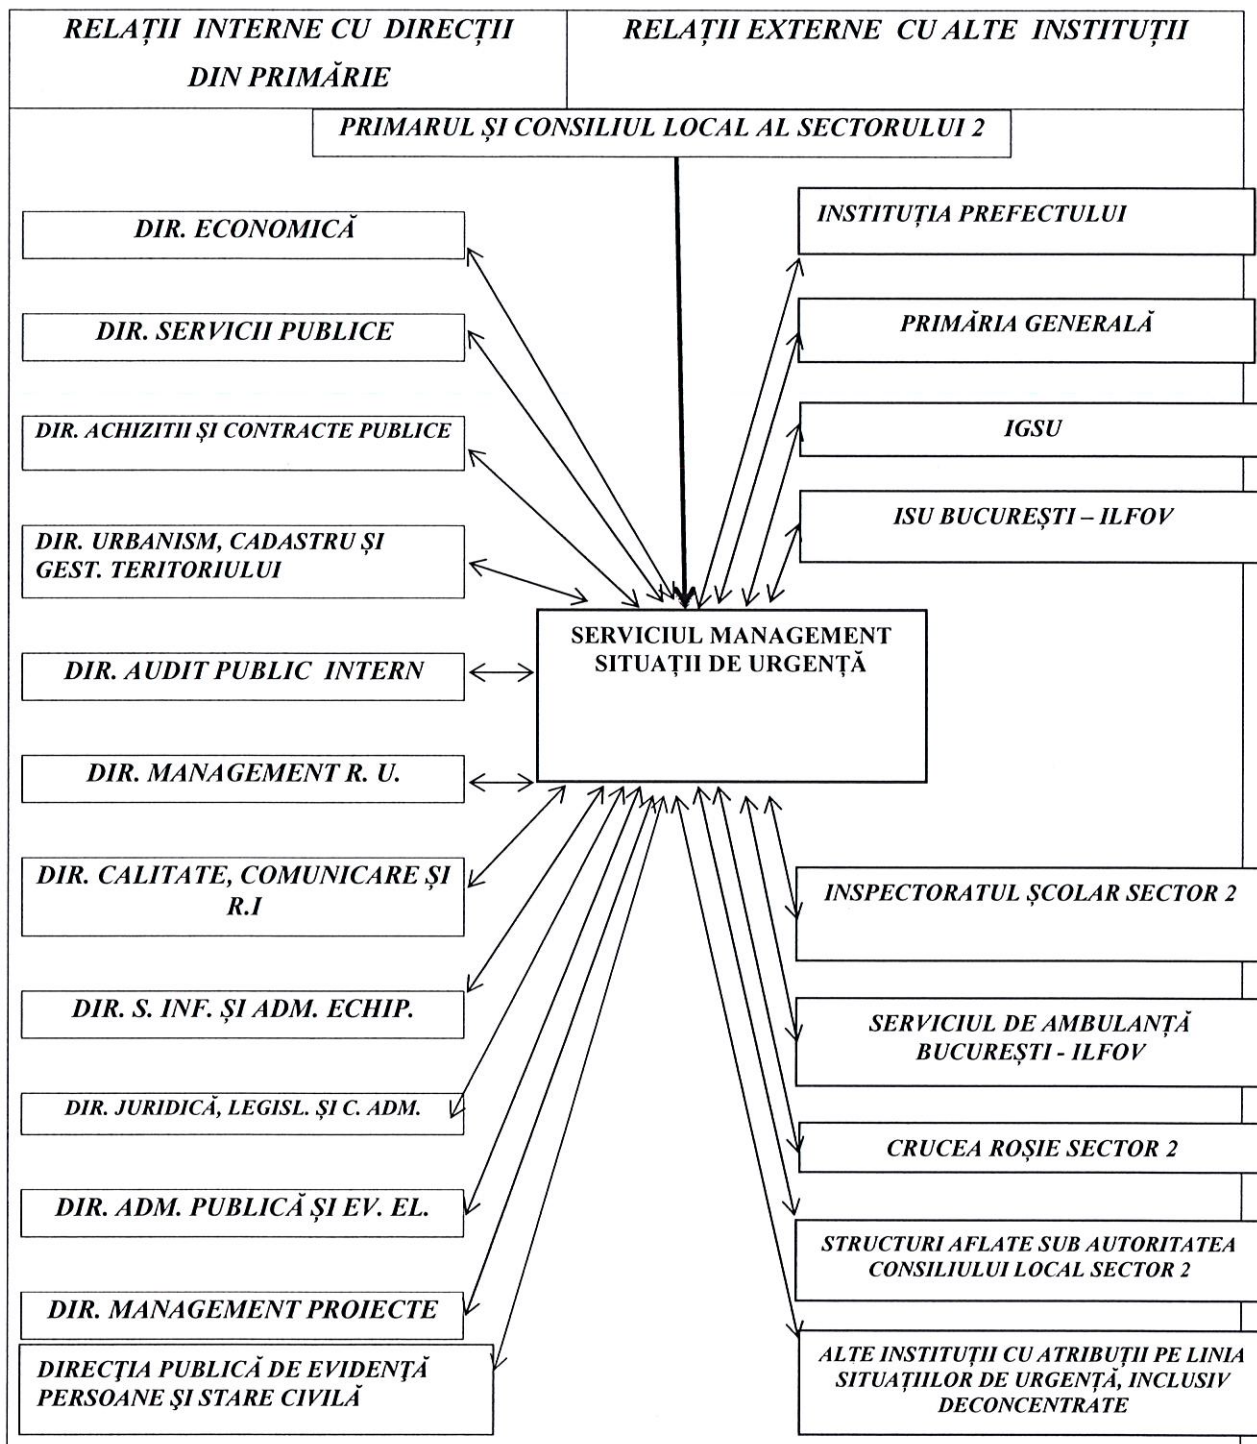 RELAȚII INTERNE CU DIRECȚII
DIN PRIMĂRIE
RELAȚII EXTERNE CU ALTE INSTITUȚII
PRIMARUL ȘI CONSILIUL LOCAL AL SECTORULUI 2
DIR. ECONOMICĂ
DIR. SERVICII PUBLICE
DIR. ACHIZITII ȘI CONTRACTE PUBLICE
DIR. URBANISM, CADASTRU ȘI
GEST. TERITORIULUI
DIR. AUDIT PUBLIC INTERN
DIR. MANAGEMENT R. U.
DIR. CALITATE, COMUNICARE ȘI
R.I
DIR. S. INF. ȘI ADM. ECHIP.
DIR. JURIDICĂ, LEGISL. ȘI C. ADM.
DIR. ADM. PUBLICĂ ȘI EV. EL.
DIR. MANAGEMENT PROIECTE
DIRECŢIA PUBLICĂ DE EVIDENŢĂ
PERSOANE ŞI STARE CIVILĂ
SERVICIUL MANAGEMENT
SITUAȚII DE URGENȚĂ
INSTITUȚIA PREFECTULUI
PRIMĂRIA GENERALĂ
IGSU
ISU BUCUREȘTI – ILFOV
INSPECTORATUL ȘCOLAR SECTOR 2
SERVICIUL DE AMBULANȚĂ
BUCUREȘTI - ILFOV
CRUCEA ROȘIE SECTOR 2
STRUCTURI AFLATE SUB AUTORITATEA
CONSILIULUI LOCAL SECTOR 2
ALTE INSTITUȚII CU ATRIBUȚII PE LINIA
SITUAȚIILOR DE URGENȚĂ, INCLUSIV
DECONCENTRATE